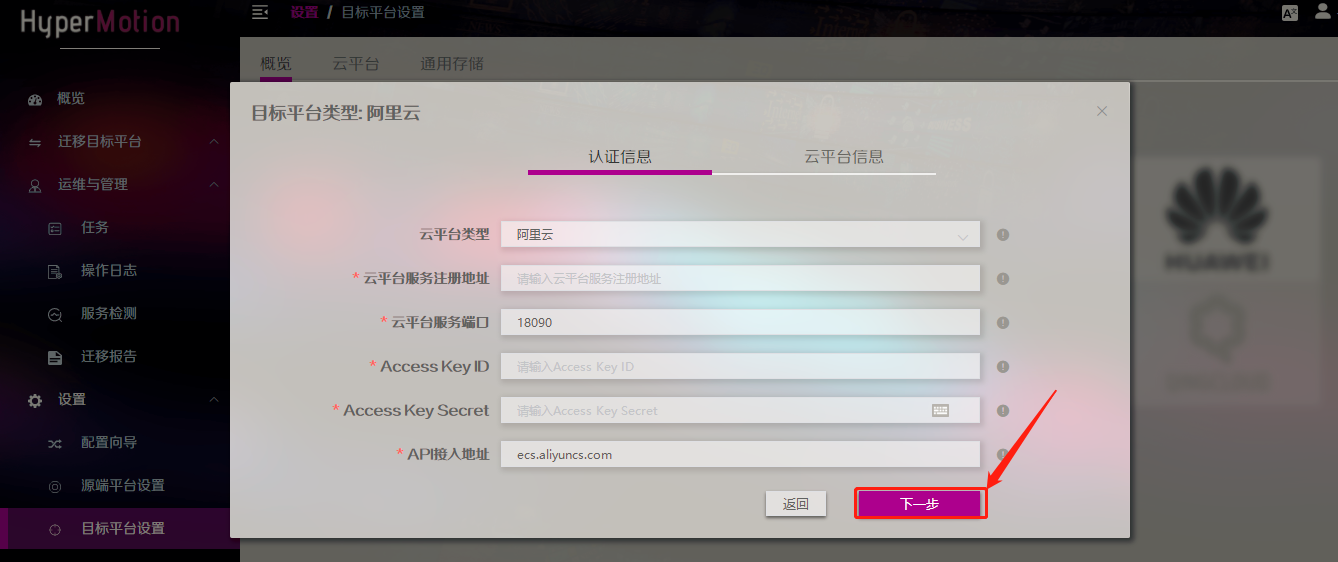 HyperMotion
设置 / 目标平台设置
概览 云平台 通用存储
概览
迁移目标平台
运维与管理
任务
操作日志
服务检测
迁移报告
设置
配置向导
源端平台设置
目标平台设置
目标平台类型: 阿里云
认证信息 云平台信息
云平台类型 阿里云
* 云平台服务注册地址 请输入云平台服务注册地址
* 云平台服务端口 18090
* Access Key ID 请输入Access Key ID
* Access Key Secret 请输入Access Key Secret
* API接入地址 ecs.aliyuncs.com
返回 下一步
HUAWEI